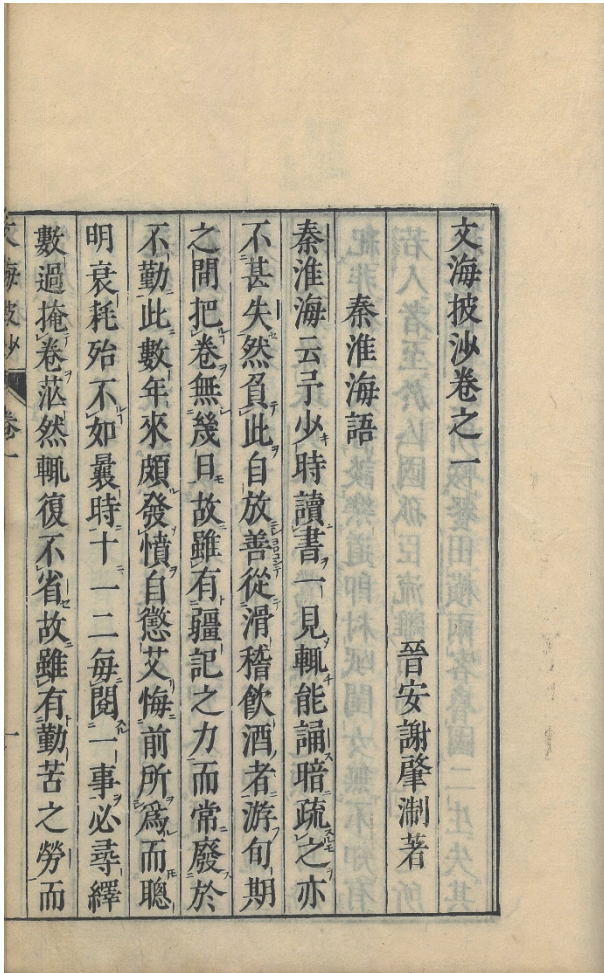 文海披沙卷之一
晉安謝肇淛著
秦淮海語
秦淮海云予少時讀書一見輙能誦暗疏之亦
不甚失然負此自放善從滑稽飲酒者游旬期
之間把卷無幾日故雖有疆記之力而常廢於
不勤此數年來頗發憤自懲艾悔前所爲而聰
明衰耗殆不如曩時十一二每閱一事必尋繹
數過掩卷茫然輙復不省故雖有勤苦之勞而
文海披沙 卷一 一